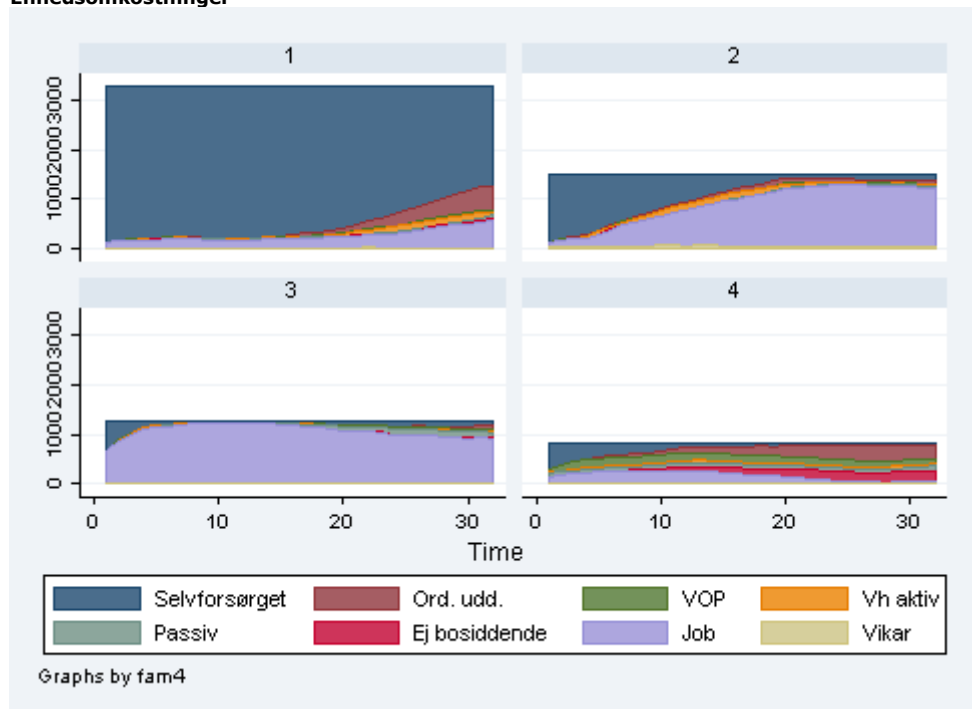 Enhedsomkostninger
1
2
0 1000 2000 3000
3
4
0 1000 2000 3000
0 10 20 30
0 10 20 30
Time
Selvforsørget
Ord. udd.
VOP
Vh aktiv
Passiv
Ej bosiddende
Job
Vikar
Graphs by fam4